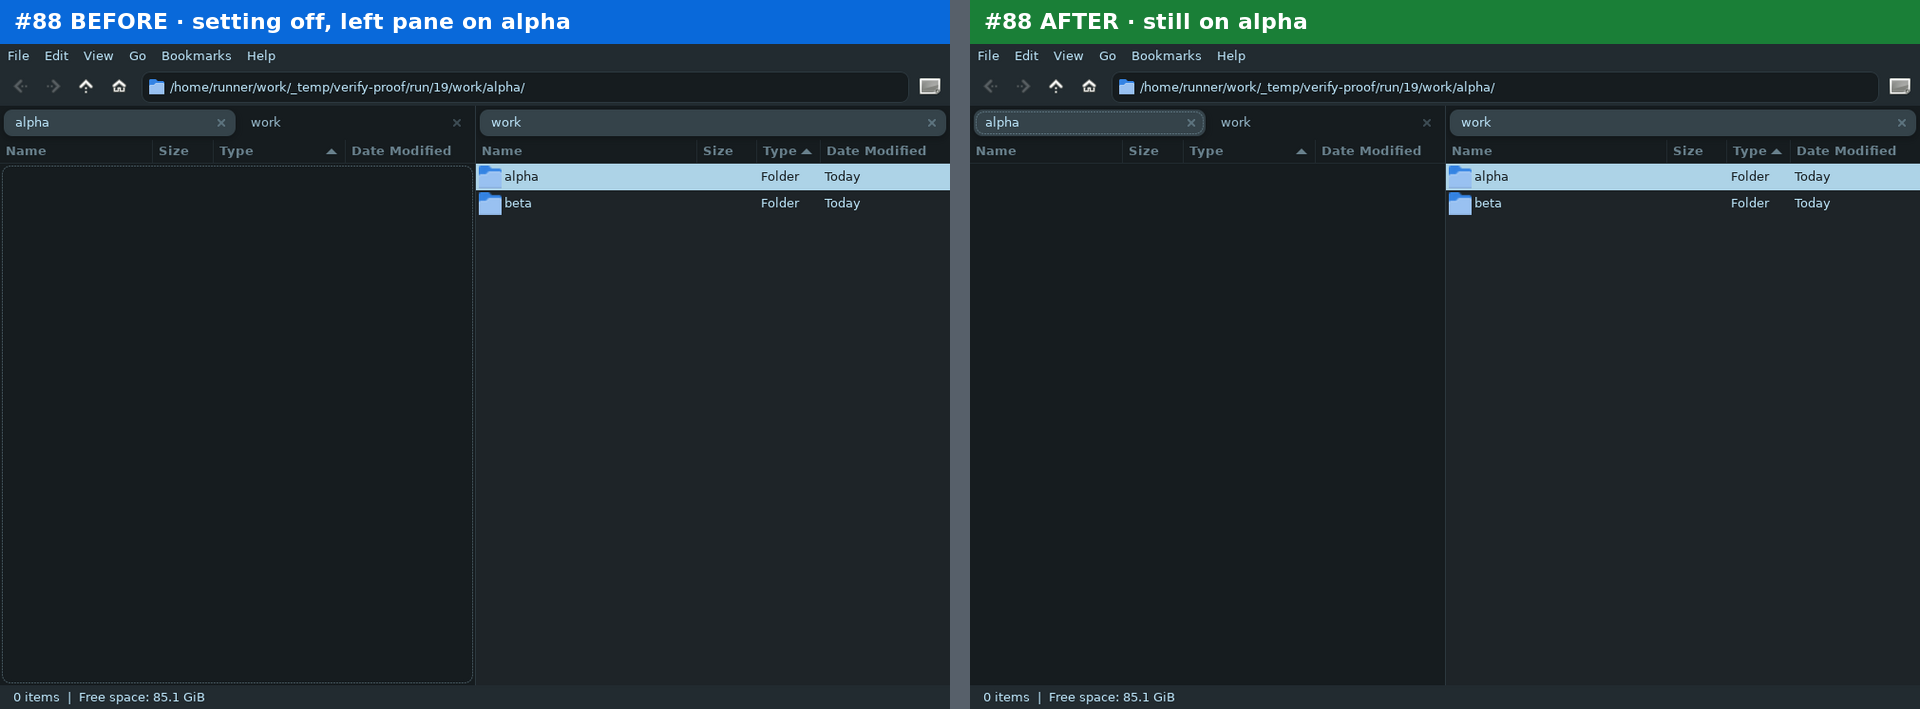 #88 BEFORE · setting off, left pane on alpha
File Edit View Go Bookmarks Help
/home/runner/work/_temp/verify-proof/run/19/work/alpha/
alpha work work
Name Size Type Date Modified Name Size Type Date Modified
alpha Folder Today
beta Folder Today
0 items | Free space: 85.1 GiB
#88 AFTER · still on alpha
File Edit View Go Bookmarks Help
/home/runner/work/_temp/verify-proof/run/19/work/alpha/
alpha work work
Name Size Type Date Modified Name Size Type Date Modified
alpha Folder Today
beta Folder Today
0 items | Free space: 85.1 GiB